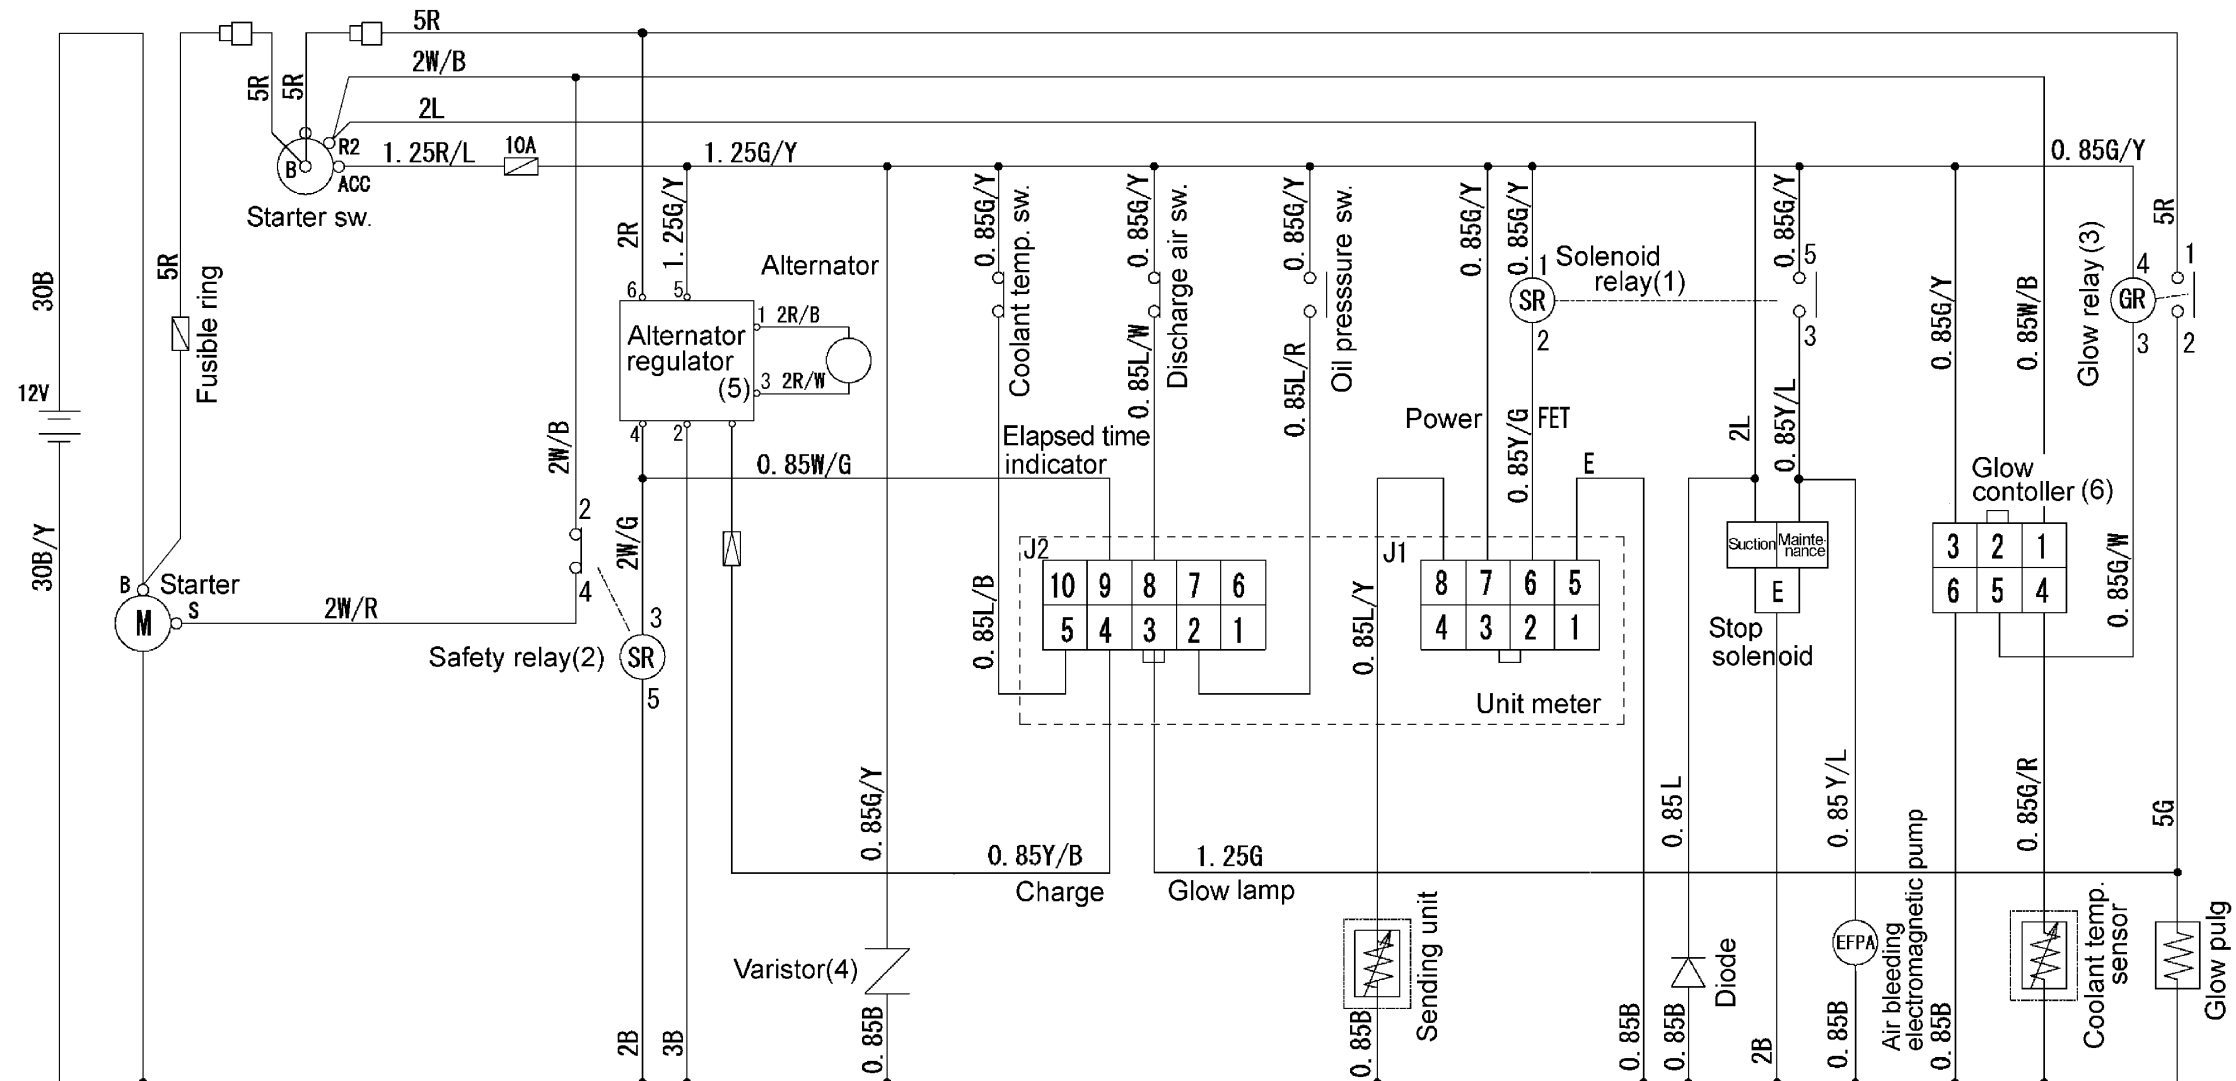 5R
2W/B
2L
5R
5R
R2
B
ACC
1.25R/L
10A
1.25G/Y
0.85G/Y
Starter sw.
30B
12V
30B/Y
5R
Fusible ring
2R
1.25G/Y
Alternator
6
5
Alternator
regulator
(5)
1 2R/B
3 2R/W
4
2
0.85G/Y
Coolant temp. sw.
0.85G/Y
Discharge air sw.
0.85L/W
0.85G/Y
Oil presssure sw.
0.85L/R
0.85G/Y
0.85G/Y
1
SR
2
Solenoid
relay(1)
0.85G/Y
5
3
0.85G/Y
0.85W/B
Glow relay(3)
4
GR
3
5R
1
2
Power
0.85Y/G
FET
2L
0.85Y/L
Elapsed time
indicator
0.85W/G
E
Glow
contoller (6)
2W/B
2
4
2W/G
B
Starter
M
S
2W/R
Safety relay(2)
3
SR
5
0.85L/B
J2
10 9 8 7 6
5 4 3 2 1
0.85L/Y
J1
8 7 6 5
4 3 2 1
Unit meter
Suction
Mainte-
nance
E
Stop
solenoid
3 2 1
6 5 4
0.85G/W
0.85G/Y
0.85Y/B
Charge
1.25G
Glow lamp
0.85L
0.85Y/L
0.85G/R
5G
Varistor(4)
Sending unit
Diode
EFPA
Air bleeding
electromagnetic pump
Coolant temp.
sensor
Glow pulg
2B
3B
0.85B
0.85B
0.85B
0.85B
2B
0.85B
0.85B